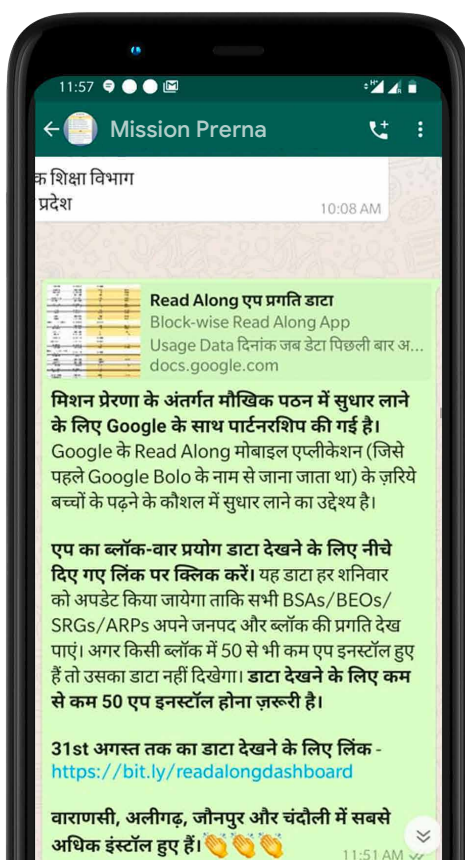 11:57
Mission Prerna
क शिक्षा विभाग
प्रदेश
10:08 AM
Read Along एप प्रगति डाटा
Block-wise Read Along App
Usage Data दिनांक जब डेटा पिछली बार अ...
docs.google.com
मिशन प्रेरणा के अंतर्गत मौखिक पठन में सुधार लाने
के लिए Google के साथ पार्टनरशिप की गई है।
Google के Read Along मोबाइल एप्लीकेशन (जिसे
पहले Google Bolo के नाम से जाना जाता था) के ज़रिये
बच्चों के पढ़ने के कौशल में सुधार लाने का उद्देश्य है।
एप का ब्लॉक-वार प्रयोग डाटा देखने के लिए नीचे
दिए गए लिंक पर क्लिक करें। यह डाटा हर शनिवार
को अपडेट किया जायेगा ताकि सभी BSAs/BEOs/
SRGs/ARPs अपने जनपद और ब्लॉक की प्रगति देख
पाएं। अगर किसी ब्लॉक में 50 से भी कम एप इनस्टॉल हुए
हैं तो उसका डाटा नहीं दिखेगा। डाटा देखने के लिए कम
से कम 50 एप इनस्टॉल होना ज़रूरी है।
31st अगस्त तक का डाटा देखने के लिए लिंक -
https://bit.ly/readalongdashboard
वाराणसी, अलीगढ़, जौनपुर और चंदौली में सबसे
अधिक इंस्टॉल हुए हैं।👏👏👏
11:51 AM